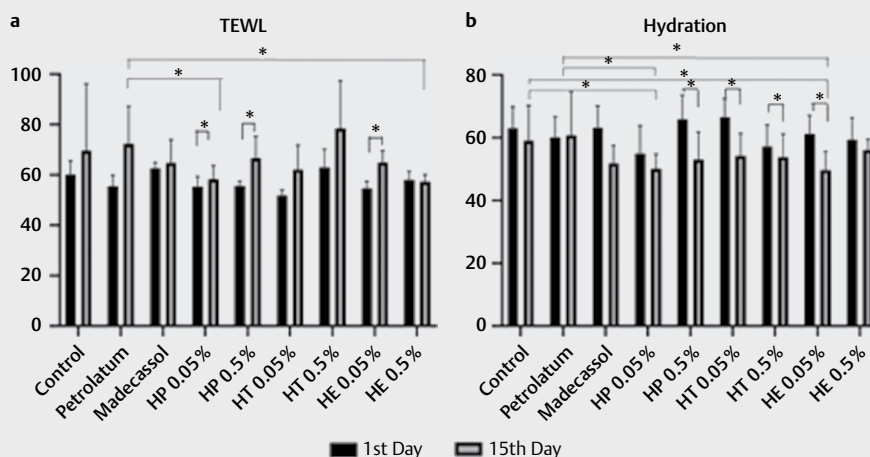 a
TEWL
100
80
60
40
20
0
*
*
*
*
*
Control
Petrolatum
Madecassol
HP 0.05%
HP 0.5%
HT 0.05%
HT 0.5%
HE 0.05%
HE 0.5%
b
Hydration
80
60
40
20
0
*
*
*
*
*
*
*
*
Control
Petrolatum
Madecassol
HP 0.05%
HP 0.5%
HT 0.05%
HT 0.5%
HE 0.05%
HE 0.5%
1st Day 15th Day